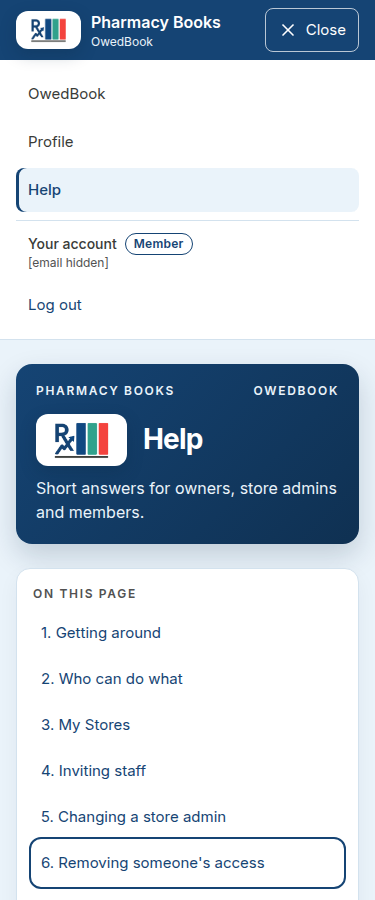 Rx
Pharmacy Books
OwedBook
Close
OwedBook
Profile
Help
Your account
Member
[email hidden]
Log out
PHARMACY BOOKS
OWEDBOOK
Rx
Help
Short answers for owners, store admins
and members.
ON THIS PAGE
1. Getting around
2. Who can do what
3. My Stores
4. Inviting staff
5. Changing a store admin
6. Removing someone's access